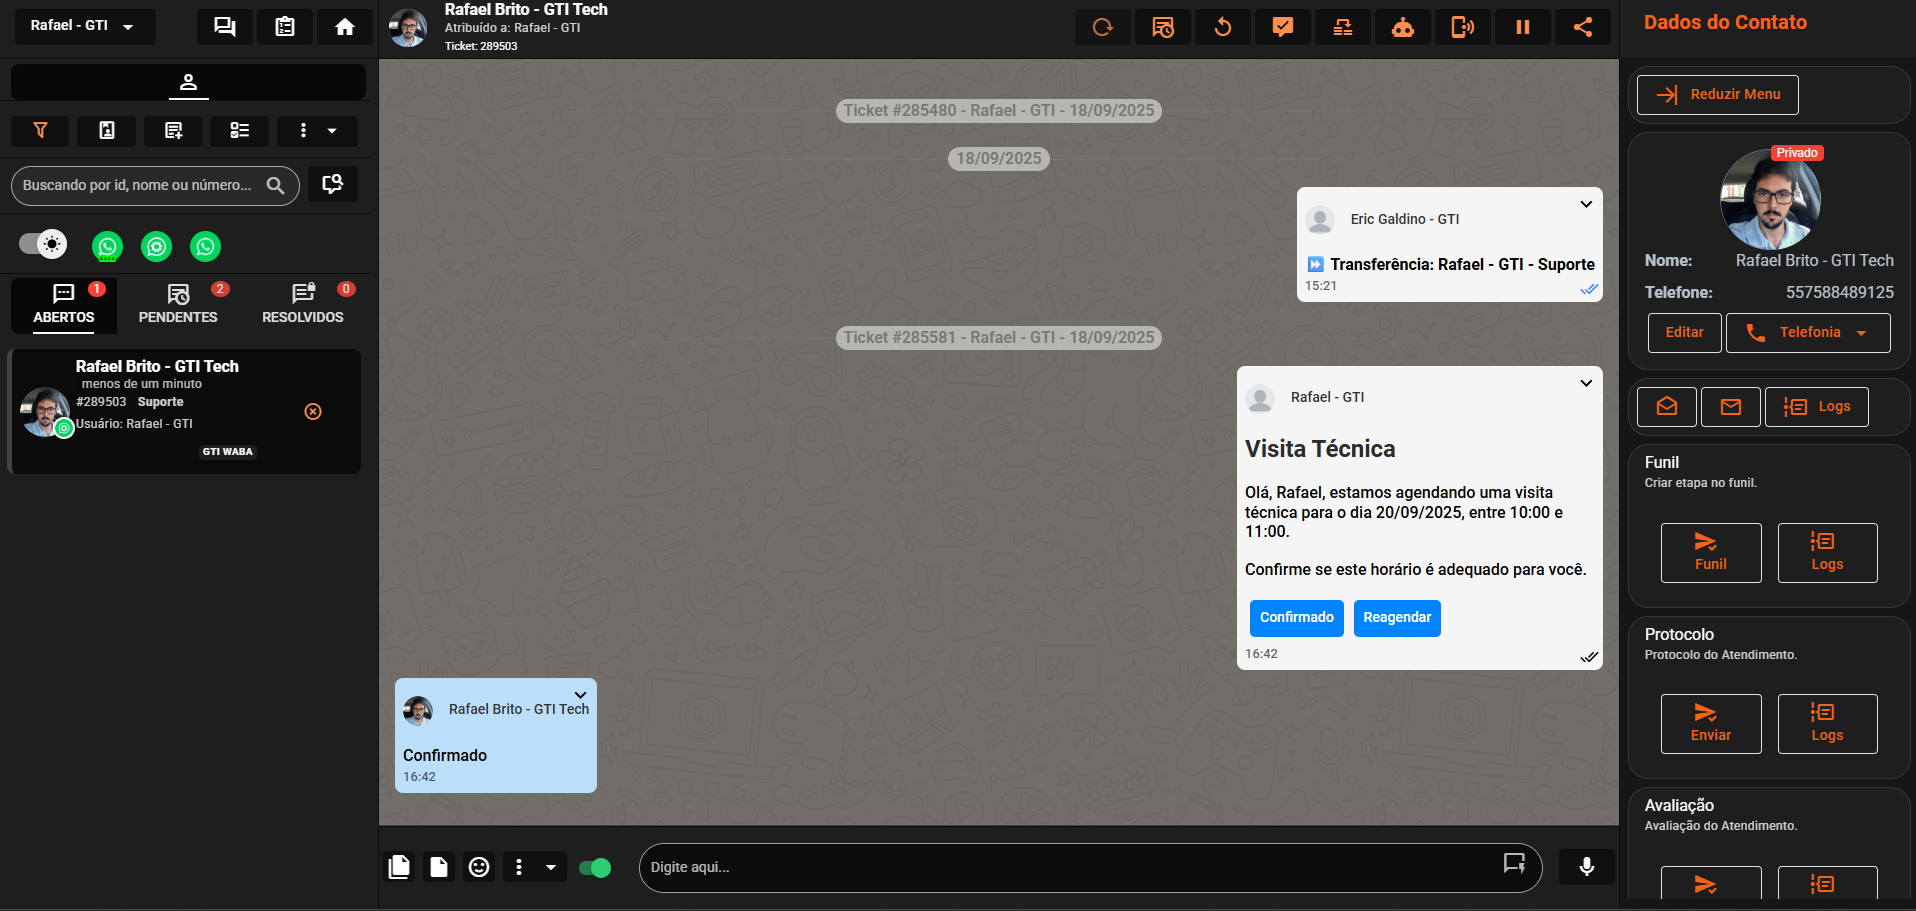 Rafael - GTI
Buscando por id, nome ou número...
1
ABERTOS
2
PENDENTES
0
RESOLVIDOS
Rafael Brito - GTI Tech
menos de um minuto
#289503 Suporte
Usuário: Rafael - GTI
GTI WABA
Rafael Brito - GTI Tech
Atribuído a: Rafael - GTI
Ticket: 289503
Ticket #285480 - Rafael - GTI - 18/09/2025
18/09/2025
Eric Galdino - GTI
Transferência: Rafael - GTI - Suporte
15:21
Ticket #285581 - Rafael - GTI - 18/09/2025
Rafael - GTI
Visita Técnica
Olá, Rafael, estamos agendando uma visita
técnica para o dia 20/09/2025, entre 10:00 e
11:00.
Confirme se este horário é adequado para você.
Confirmado Reagendar
16:42
Rafael Brito - GTI Tech
Confirmado
16:42
Digite aqui...
Dados do Contato
Reduzir Menu
Privado
Nome: Rafael Brito - GTI Tech
Telefone: 557588489125
Editar Telefonia
Logs
Funil
Criar etapa no funil.
Funil Logs
Protocolo
Protocolo do Atendimento.
Enviar Logs
Avaliação
Avaliação do Atendimento.